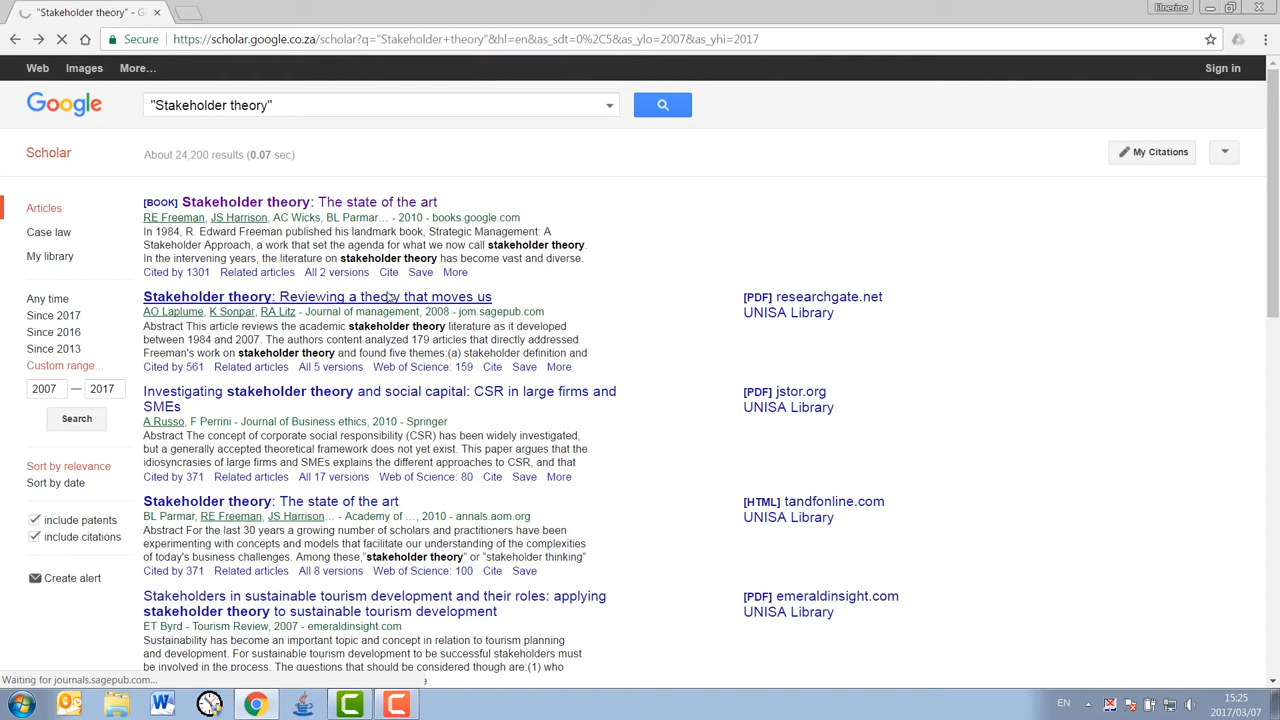 "Stakeholder theory" - G
Elnerine
Secure
https://scholar.google.co.za/scholar?q="Stakeholder+theory"&hl=en&as_sdt=0%2C5&as_ylo=2007&as_yhi=2017
Web Images More... Sign in
Google "Stakeholder theory"
Scholar About 24,200 results (0.07 sec) My Citations
Articles
Case law
My library
Any time
Since 2017
Since 2016
Since 2013
Custom range...
2007 — 2017
Search
Sort by relevance
Sort by date
include patents
include citations
Create alert
[BOOK] Stakeholder theory: The state of the art
RE Freeman, JS Harrison, AC Wicks, BL Parmar... - 2010 - books.google.com
In 1984, R. Edward Freeman published his landmark book, Strategic Management: A
Stakeholder Approach, a work that set the agenda for what we now call stakeholder theory.
In the intervening years, the literature on stakeholder theory has become vast and diverse.
Cited by 1301 Related articles All 2 versions Cite Save More
Stakeholder theory: Reviewing a theory that moves us
AO Laplume, K Sonpar, RA Litz - Journal of management, 2008 - jom.sagepub.com
Abstract This article reviews the academic stakeholder theory literature as it developed
between 1984 and 2007. The authors content analyzed 179 articles that directly addressed
Freeman's work on stakeholder theory and found five themes:(a) stakeholder definition and
Cited by 561 Related articles All 5 versions Web of Science: 159 Cite Save More
[PDF] researchgate.net
UNISA Library
Investigating stakeholder theory and social capital: CSR in large firms and
SMEs
A Russo, F Perrini - Journal of Business ethics, 2010 - Springer
Abstract The concept of corporate social responsibility (CSR) has been widely investigated,
but a generally accepted theoretical framework does not yet exist. This paper argues that the
idiosyncrasies of large firms and SMEs explains the different approaches to CSR, and that
Cited by 371 Related articles All 17 versions Web of Science: 80 Cite Save More
[PDF] jstor.org
UNISA Library
Stakeholder theory: The state of the art
BL Parmar, RE Freeman, JS Harrison... - Academy of ..., 2010 - annals.aom.org
Abstract For the last 30 years a growing number of scholars and practitioners have been
experimenting with concepts and models that facilitate our understanding of the complexities
of today's business challenges. Among these,"stakeholder theory" or "stakeholder thinking"
Cited by 371 Related articles All 8 versions Web of Science: 100 Cite Save
[HTML] tandfonline.com
UNISA Library
Stakeholders in sustainable tourism development and their roles: applying
stakeholder theory to sustainable tourism development
ET Byrd - Tourism Review, 2007 - emeraldinsight.com
Sustainability has become an important topic and concept in relation to tourism planning
and development. For sustainable tourism development to be successful stakeholders must
be involved in the process. The questions that should be considered though are:(1) who
[PDF] emeraldinsight.com
UNISA Library
Waiting for journals.sagepub.com...
EN
15:25
2017/03/07